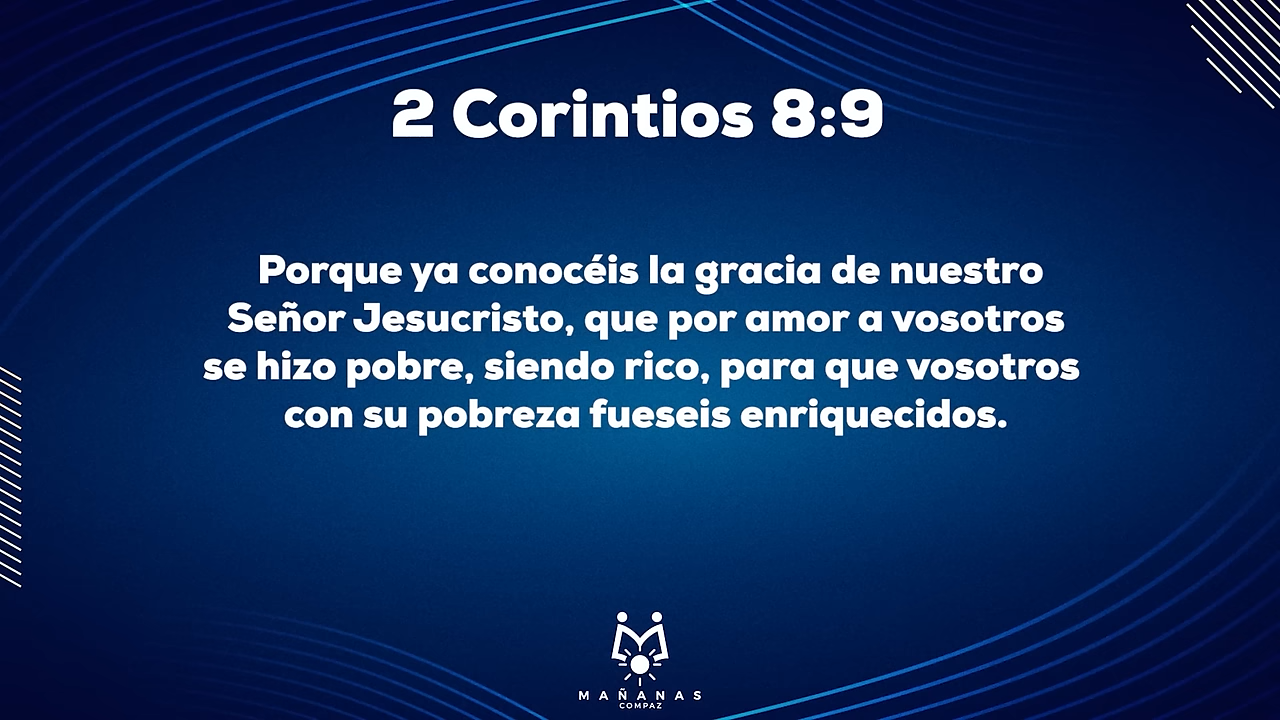 2 Corintios 8:9
Porque ya conocéis la gracia de nuestro
Señor Jesucristo, que por amor a vosotros
se hizo pobre, siendo rico, para que vosotros
con su pobreza fueseis enriquecidos.
MAÑANAS
COMPAZ